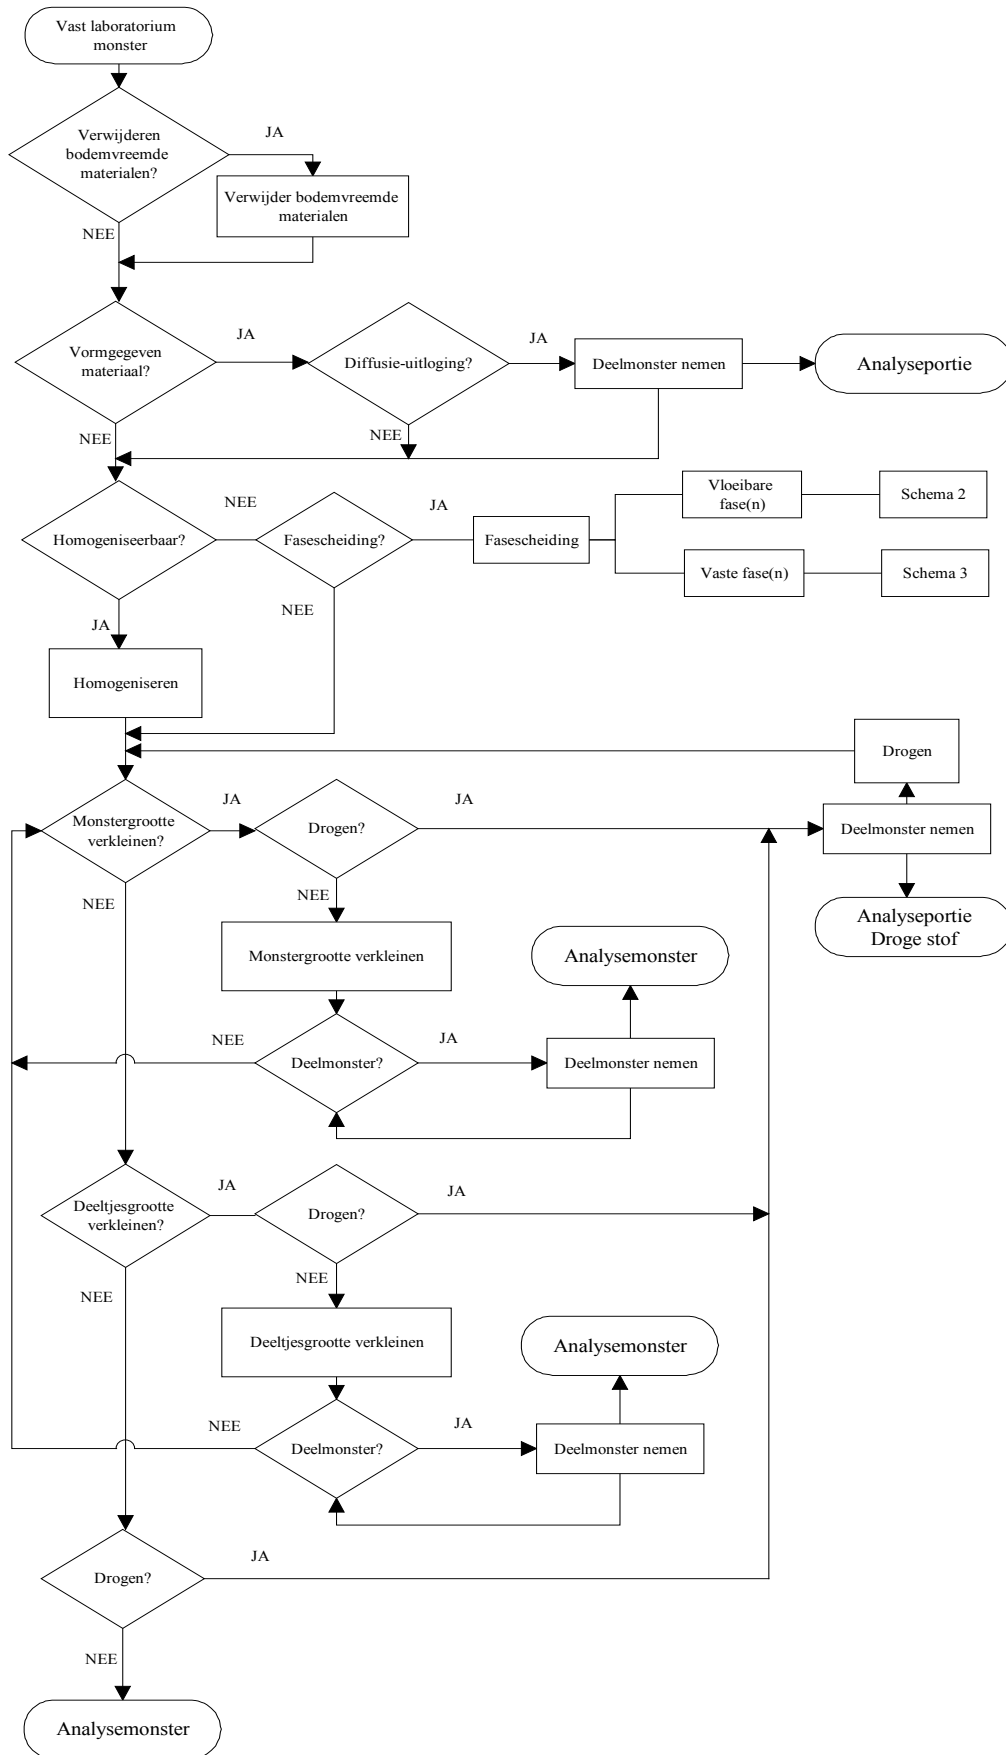 Vast laboratorium
monster
Verwijderen
bodemvreemde
materialen?
JA
Verwijder bodemvreemde
materialen
NEE
Vormgegeven
materiaal?
JA
Diffusie-uitloging?
JA
Deelmonster nemen
Analyseportie
NEE
NEE
Homogeniseerbaar?
NEE
Fasescheiding?
JA
Fasescheiding
Vloeibare
fase(n)
Schema 2
Vaste fase(n)
Schema 3
NEE
JA
Homogeniseren
Drogen
Monstergrootte
verkleinen?
JA
Drogen?
JA
Deelmonster nemen
NEE
NEE
Analyseportie
Droge stof
Monstergrootte verkleinen
Analysemonster
NEE
Deelmonster?
JA
Deelmonster nemen
Deeltjesgrootte
verkleinen?
JA
Drogen?
JA
NEE
NEE
Deeltjesgrootte verkleinen
Analysemonster
NEE
Deelmonster?
JA
Deelmonster nemen
Drogen?
JA
NEE
Analysemonster